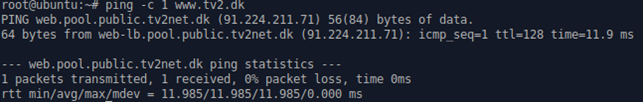 root@ubuntu:~# ping -c 1 www.tv2.dk
PING web.pool.public.tv2net.dk (91.224.211.71) 56(84) bytes of data.
64 bytes from web-lb.pool.public.tv2net.dk (91.224.211.71): icmp_seq=1 ttl=128 time=11.9 ms
--- web.pool.public.tv2net.dk ping statistics ---
1 packets transmitted, 1 received, 0% packet loss, time 0ms
rtt min/avg/max/mdev = 11.985/11.985/11.985/0.000 ms